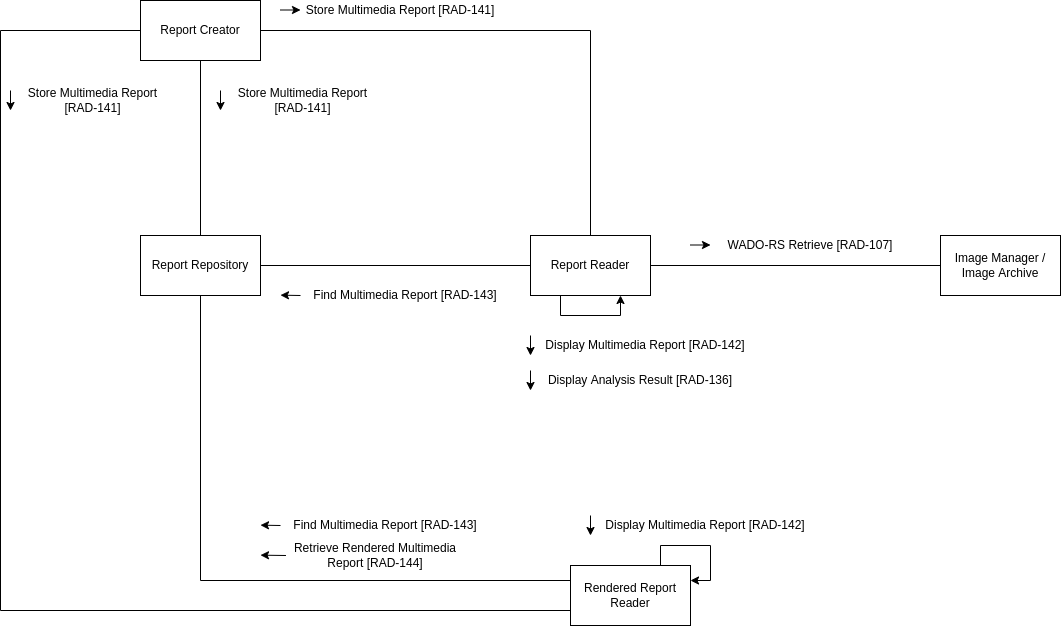 Store Multimedia Report [RAD-141]
Report Creator
Store Multimedia Report
[RAD-141]
Store Multimedia Report
[RAD-141]
Report Repository
Report Reader
WADO-RS Retrieve [RAD-107]
Image Manager /
Image Archive
Find Multimedia Report [RAD-143]
Display Multimedia Report [RAD-142]
Display Analysis Result [RAD-136]
Find Multimedia Report [RAD-143]
Display Multimedia Report [RAD-142]
Retrieve Rendered Multimedia
Report [RAD-144]
Rendered Report
Reader